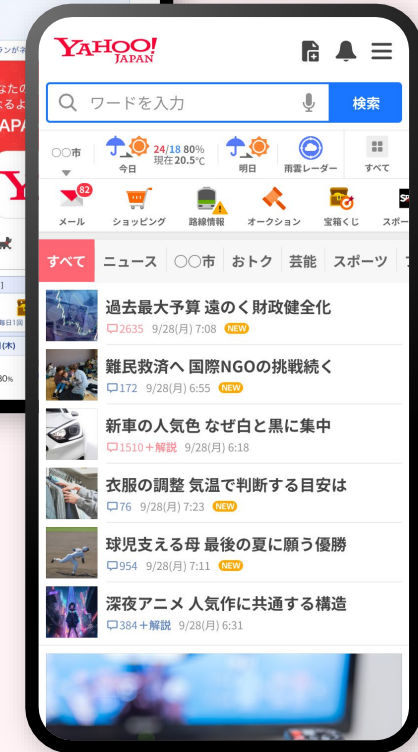 YAHOO!
JAPAN
ワードを入力
検索
○○市
24/18 80%
現在20.5℃
今日
明日
雨雲レーダー
すべて
82
メール
ショッピング
路線情報
オークション
宝箱くじ
スポー
すべて
ニュース
○○市
おトク
芸能
スポーツ
過去最大予算 遠のく財政健全化
2635 9/28(月) 7:08 NEW
難民救済へ 国際NGOの挑戦続く
172 9/28(月) 6:55 NEW
新車の人気色 なぜ白と黒に集中
1510+解説 9/28(月) 6:18
衣服の調整 気温で判断する目安は
76 9/28(月) 7:23 NEW
球児支える母 最後の夏に願う優勝
954 9/28(月) 7:11 NEW
深夜アニメ 人気作に共通する構造
384+解説 9/28(月) 6:31